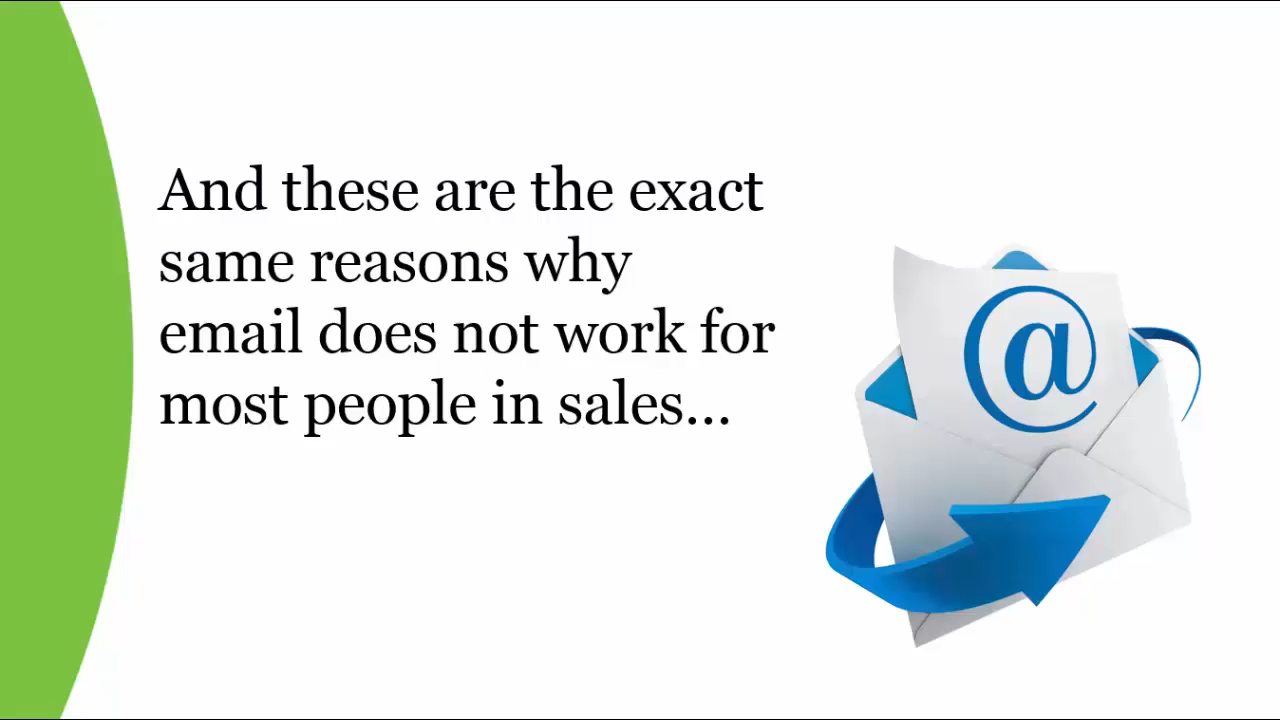 And these are the exact
same reasons why
email does not work for
most people in sales...
@